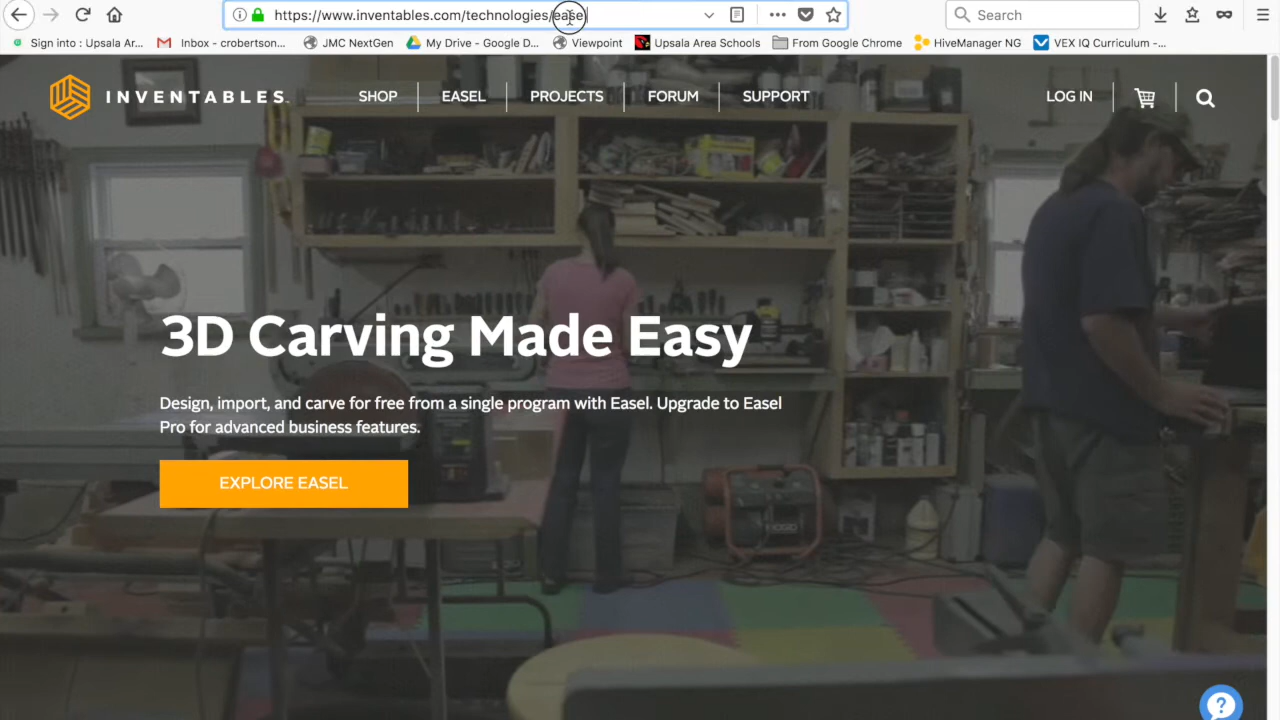 https://www.inventables.com/technologies/ease
Search
Sign into : Upsala Ar...
Inbox - crobertson...
JMC NextGen
My Drive - Google D...
Viewpoint
Upsala Area Schools
From Google Chrome
HiveManager NG
VEX IQ Curriculum -...
INVENTABLES
SHOP
EASEL
PROJECTS
FORUM
SUPPORT
LOG IN
3D Carving Made Easy
Design, import, and carve for free from a single program with Easel. Upgrade to Easel
Pro for advanced business features.
EXPLORE EASEL
RIDGID